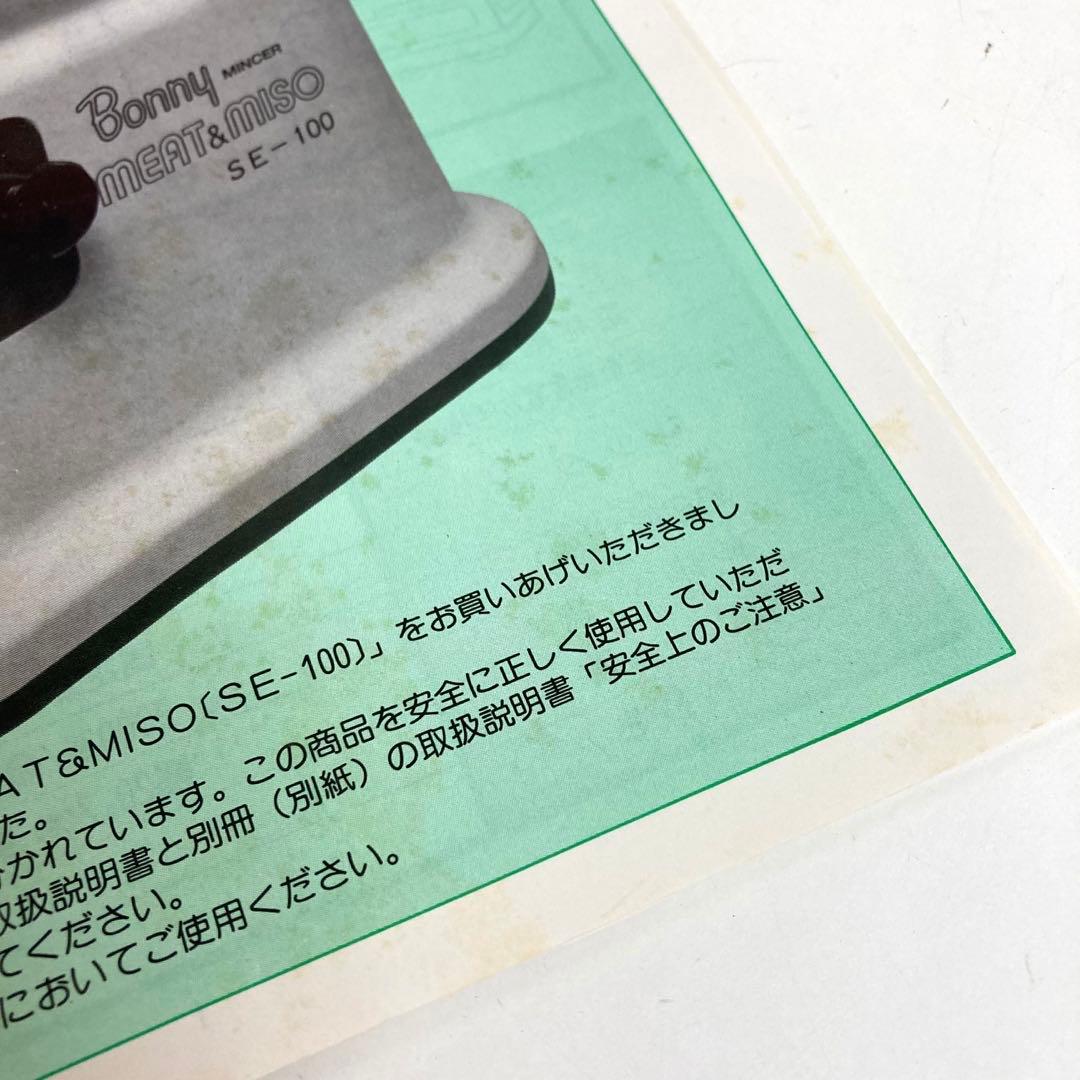 Bonny MINCER
MEAT&MISO
SE-100
AT&MISO〔SE-100〕」をお買いあげいただきまし
た。
かれています。この商品を安全に正しく使用していただ
取扱説明書と別冊（別紙）の取扱説明書「安全上のご注意」
てください。
においてご使用ください。